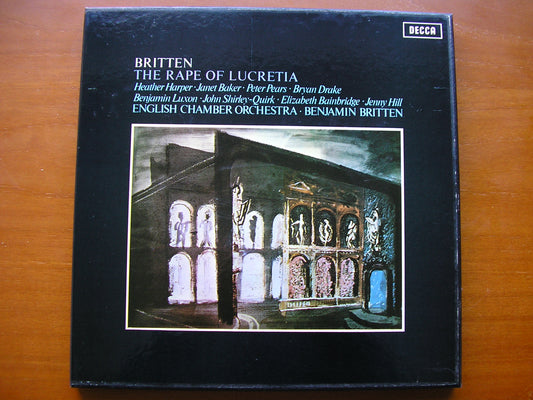 DECCA
BRITTEN
THE RAPE OF LUCRETIA
Heather Harper · Janet Baker · Peter Pears · Bryan Drake
Benjamin Luxon · John Shirley-Quirk · Elizabeth Bainbridge · Jenny Hill
ENGLISH CHAMBER ORCHESTRA · BENJAMIN BRITTEN